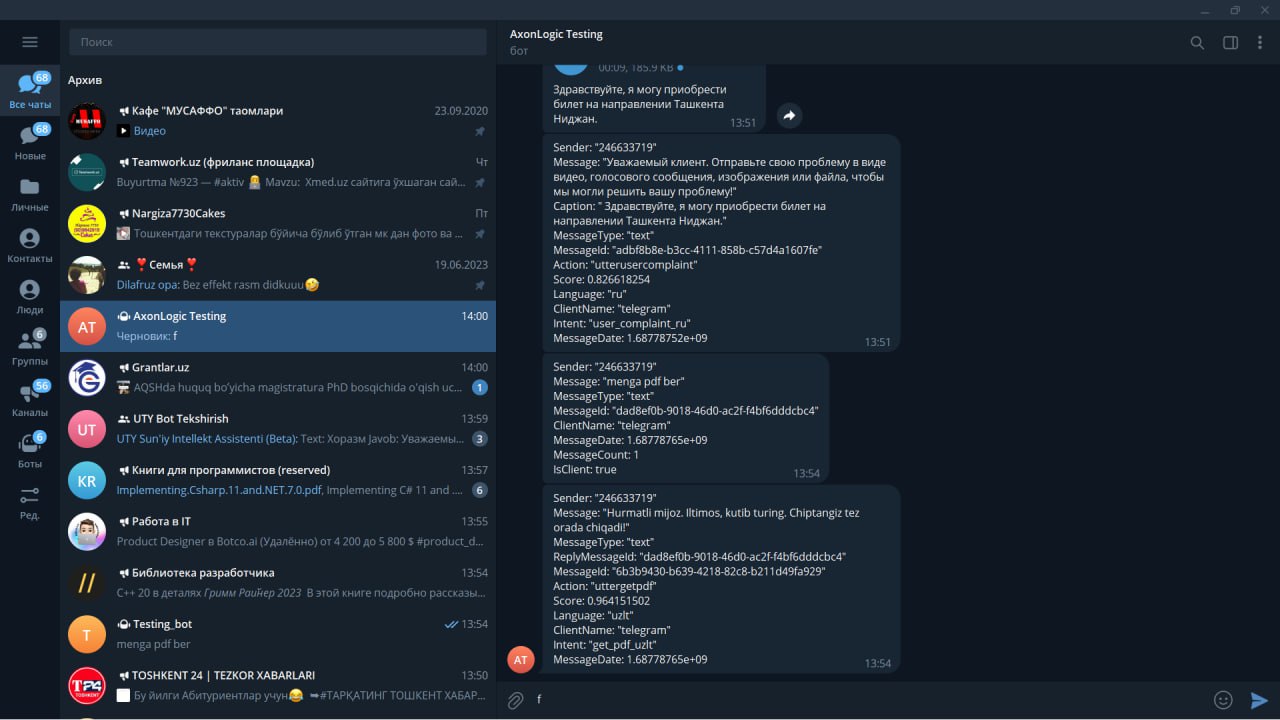 Поиск
AxonLogic Testing
бот
68
Все чаты
68
Новые
Личные
Контакты
Люди
6
Группы
56
Каналы
6
Боты
Ред.
Архив
Кафе "МУСАФФО" таомлари 23.09.2020
Видео
Teamwork.uz (фриланс площадка) Чт
Buyurtma №923 — #aktiv Mavzu: Xmed.uz сайтига ўхшаган сай...
Nargiza7730Cakes Пт
Тошкентдаги текстуралар бўйича бўлиб ўтган мк дан фото ва ...
❣️Семья❣️ 19.06.2023
Dilafruz opa: Bez effekt rasm didkuuu🤣
AT
AxonLogic Testing 14:00
Черновик: f
Grantlar.uz 14:00
AQSHda huquq bo'yicha magistratura PhD bosqichida o'qish uc... 1
UT
UTY Bot Tekshirish 13:59
UTY Sun'iy Intellekt Assistenti (Beta): Text: Хоразм Javob: Уважаемы... 3
KR
Книги для программистов (reserved) 13:57
Implementing.Csharp.11.and.NET.7.0.pdf, Implementing C# 11 and .... 6
Работа в IT 13:55
Product Designer в Botco.ai (Удалённо) от 4 200 до 5 800 $ #product_d...
//
Библиотека разработчика 13:54
C++ 20 в деталях Гримм Райнер 2023 В этой книге подробно рассказы...
T
Testing_bot 13:54
menga pdf ber
TOSHKENT 24 | TEZKOR XABARLARI 13:50
Бу йилги Абитуриентлар учун😂 ➥#ТАРҚАТИНГ ТОШКЕНТ ХАБАР...
00:09, 185.9 KB
Здравствуйте, я могу приобрести
билет на направлении Ташкента
Ниджан.
13:51
Sender: "246633719"
Message: "Уважаемый клиент. Отправьте свою проблему в виде
видео, голосового сообщения, изображения или файла, чтобы
мы могли решить вашу проблему!"
Caption: " Здравствуйте, я могу приобрести билет на
направлении Ташкента Ниджан."
MessageType: "text"
MessageId: "adbf8b8e-b3cc-4111-858b-c57d4a1607fe"
Action: "utterusercomplaint"
Score: 0.826618254
Language: "ru"
ClientName: "telegram"
Intent: "user_complaint_ru"
MessageDate: 1.68778752e+09
13:51
Sender: "246633719"
Message: "menga pdf ber"
MessageType: "text"
MessageId: "dad8ef0b-9018-46d0-ac2f-f4bf6dddcbc4"
ClientName: "telegram"
MessageDate: 1.68778765e+09
MessageCount: 1
IsClient: true
13:54
Sender: "246633719"
Message: "Hurmatli mijoz. Iltimos, kutib turing. Chiptangiz tez
orada chiqadi!"
MessageType: "text"
ReplyMessageId: "dad8ef0b-9018-46d0-ac2f-f4bf6dddcbc4"
MessageId: "6b3b9430-b639-4218-82c8-b211d49fa929"
Action: "uttergetpdf"
Score: 0.964151502
Language: "uzlt"
ClientName: "telegram"
Intent: "get_pdf_uzlt"
MessageDate: 1.68778765e+09
13:54
AT
f